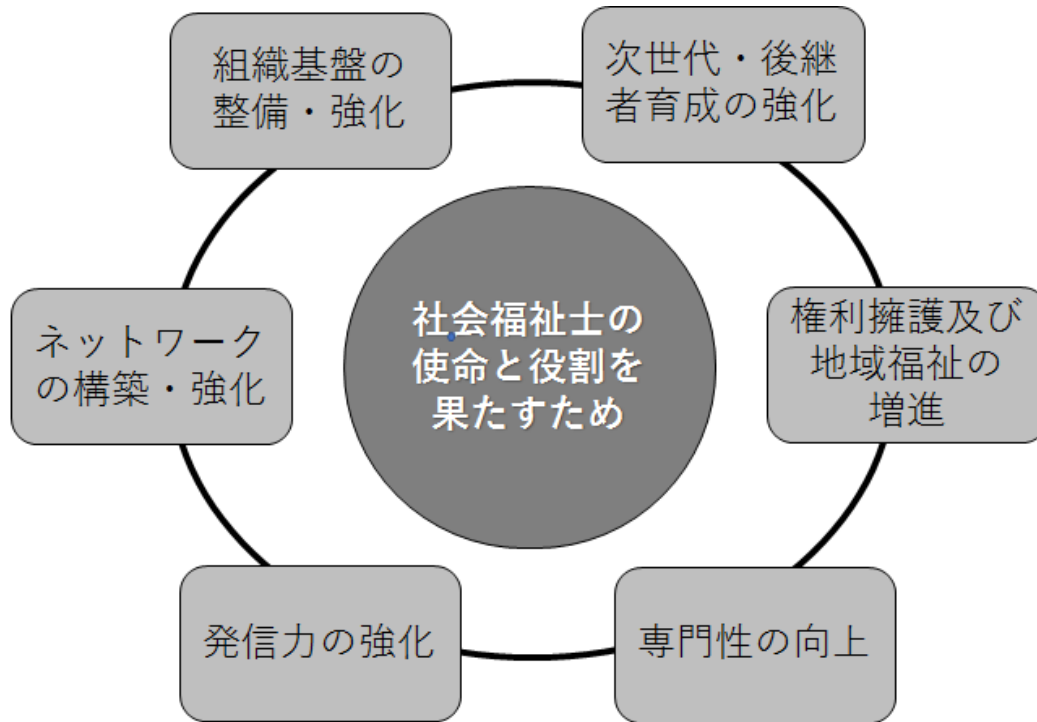 組織基盤の
整備・強化
次世代・後継
者育成の強化
ネットワーク
の構築・強化
社会福祉士の
使命と役割を
果たすため
権利擁護及び
地域福祉の
増進
発信力の強化
専門性の向上